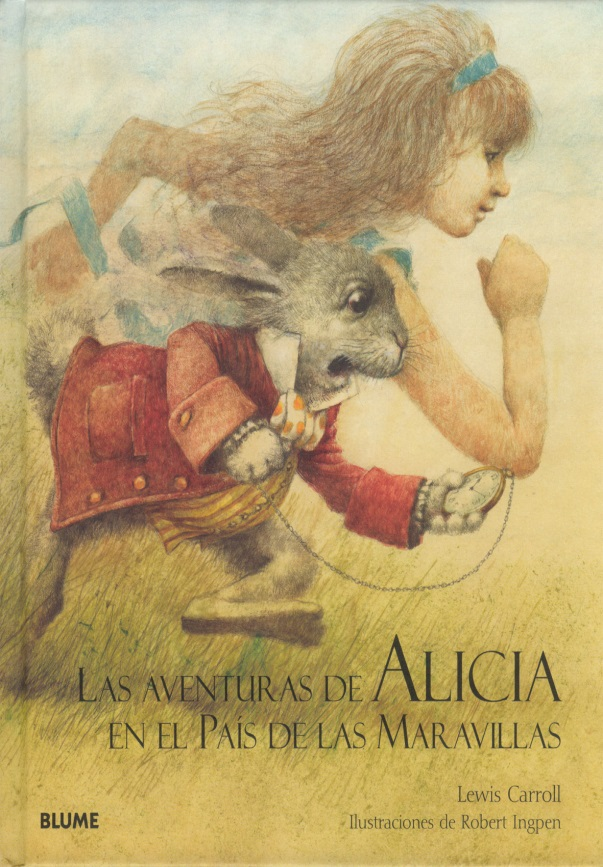 Las aventuras de Alicia
en el País de las Maravillas
Lewis Carroll
Ilustraciones de Robert Ingpen
BLUME